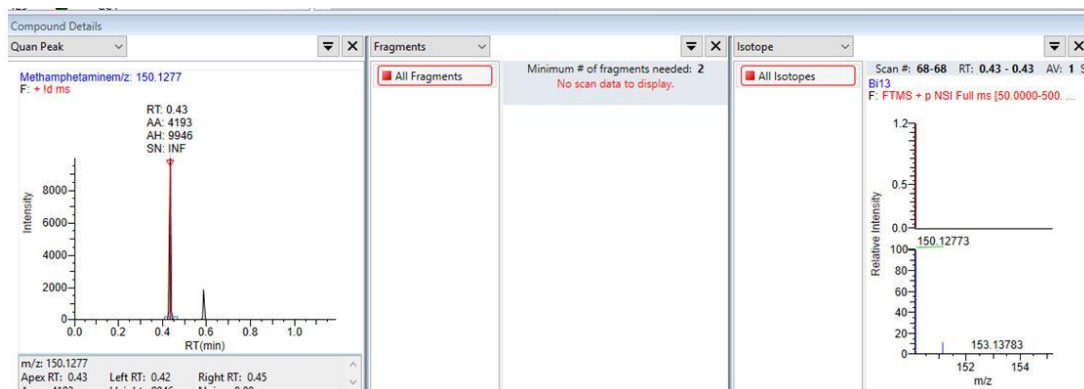 Compound Details
Quan Peak
Methamphetaminem/z: 150.1277
F: + !d ms
RT: 0.43
AA: 4193
AH: 9946
SN: INF
Intensity
8000
6000
4000
2000
0
0.0 0.2 0.4 0.6 0.8 1.0
RT(min)
m/z: 150.1277
Apex RT: 0.43 Left RT: 0.42 Right RT: 0.45
Fragments
All Fragments
Minimum # of fragments needed: 2
No scan data to display.
Isotope
All Isotopes
Scan #: 68-68 RT: 0.43 - 0.43 AV: 1 S
Bi13
F: FTMS + p NSI Full ms [50.0000-500. ...
Relative Intensity
1.2
0.5
0.0
150.12773
100
80
60
40
20
0
153.13783
152 154
m/z